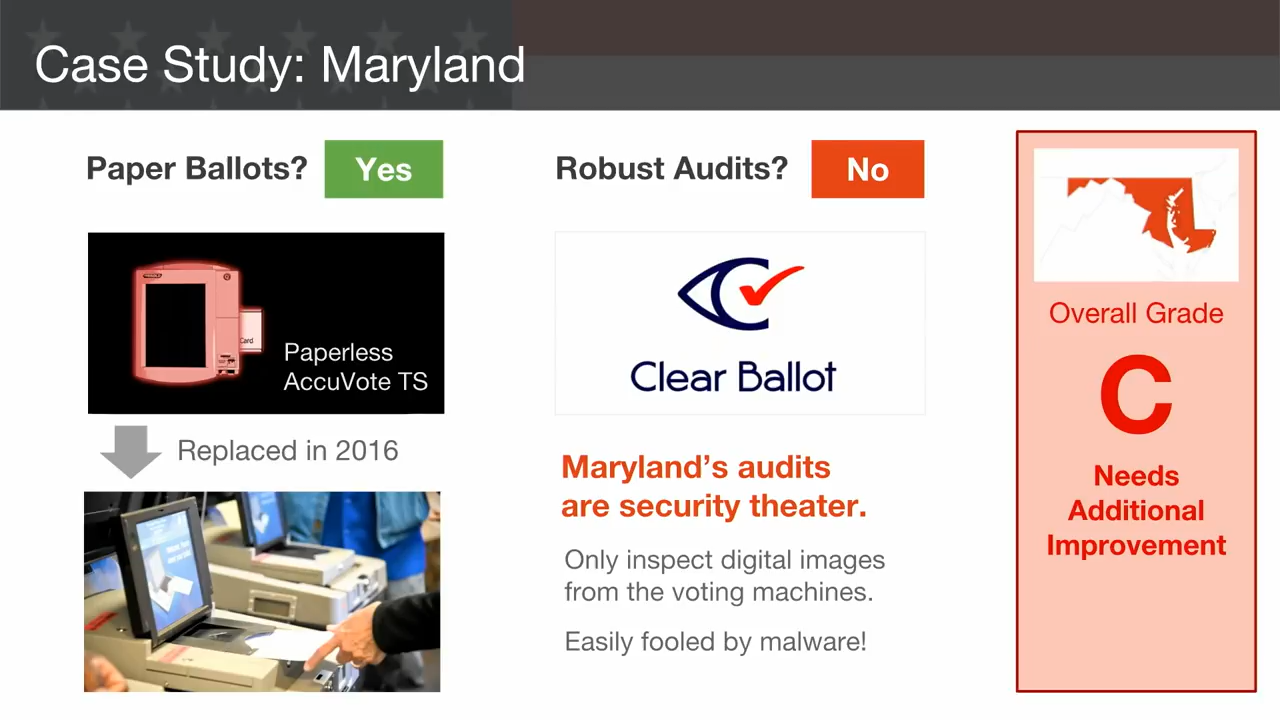 Case Study: Maryland
Paper Ballots?
Yes
Paperless
AccuVote TS
Replaced in 2016
Robust Audits?
No
Clear Ballot
Maryland's audits
are security theater.
Only inspect digital images
from the voting machines.
Easily fooled by malware!
Overall Grade
C
Needs
Additional
Improvement